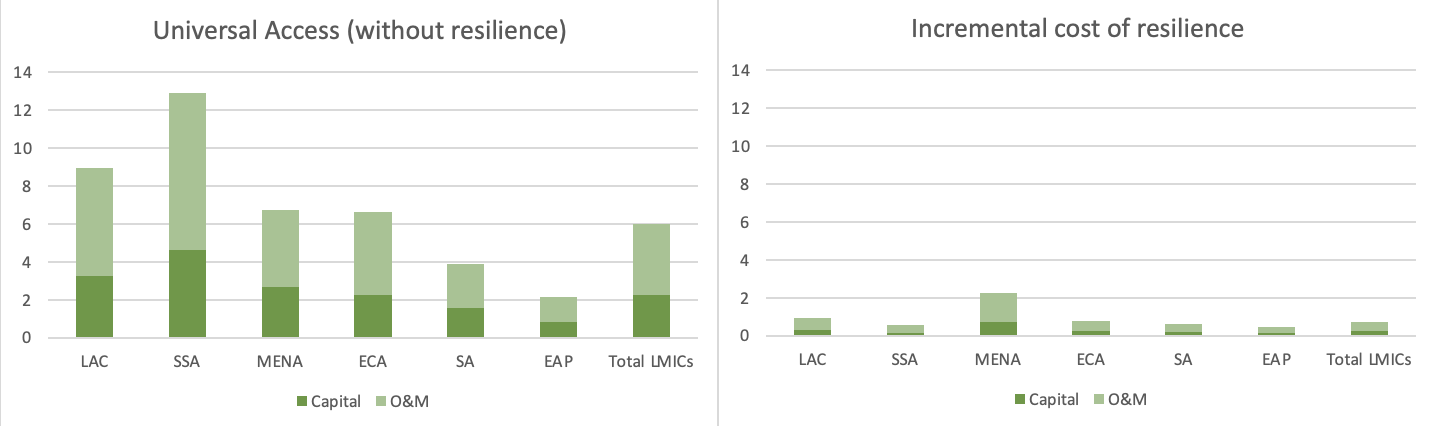 Universal Access (without resilience)
14
12
10
8
6
4
2
0
LAC SSA MENA ECA SA EAP Total LMICs
Capital O&M
Incremental cost of resilience
14
12
10
8
6
4
2
0
LAC SSA MENA ECA SA EAP Total LMICs
Capital O&M